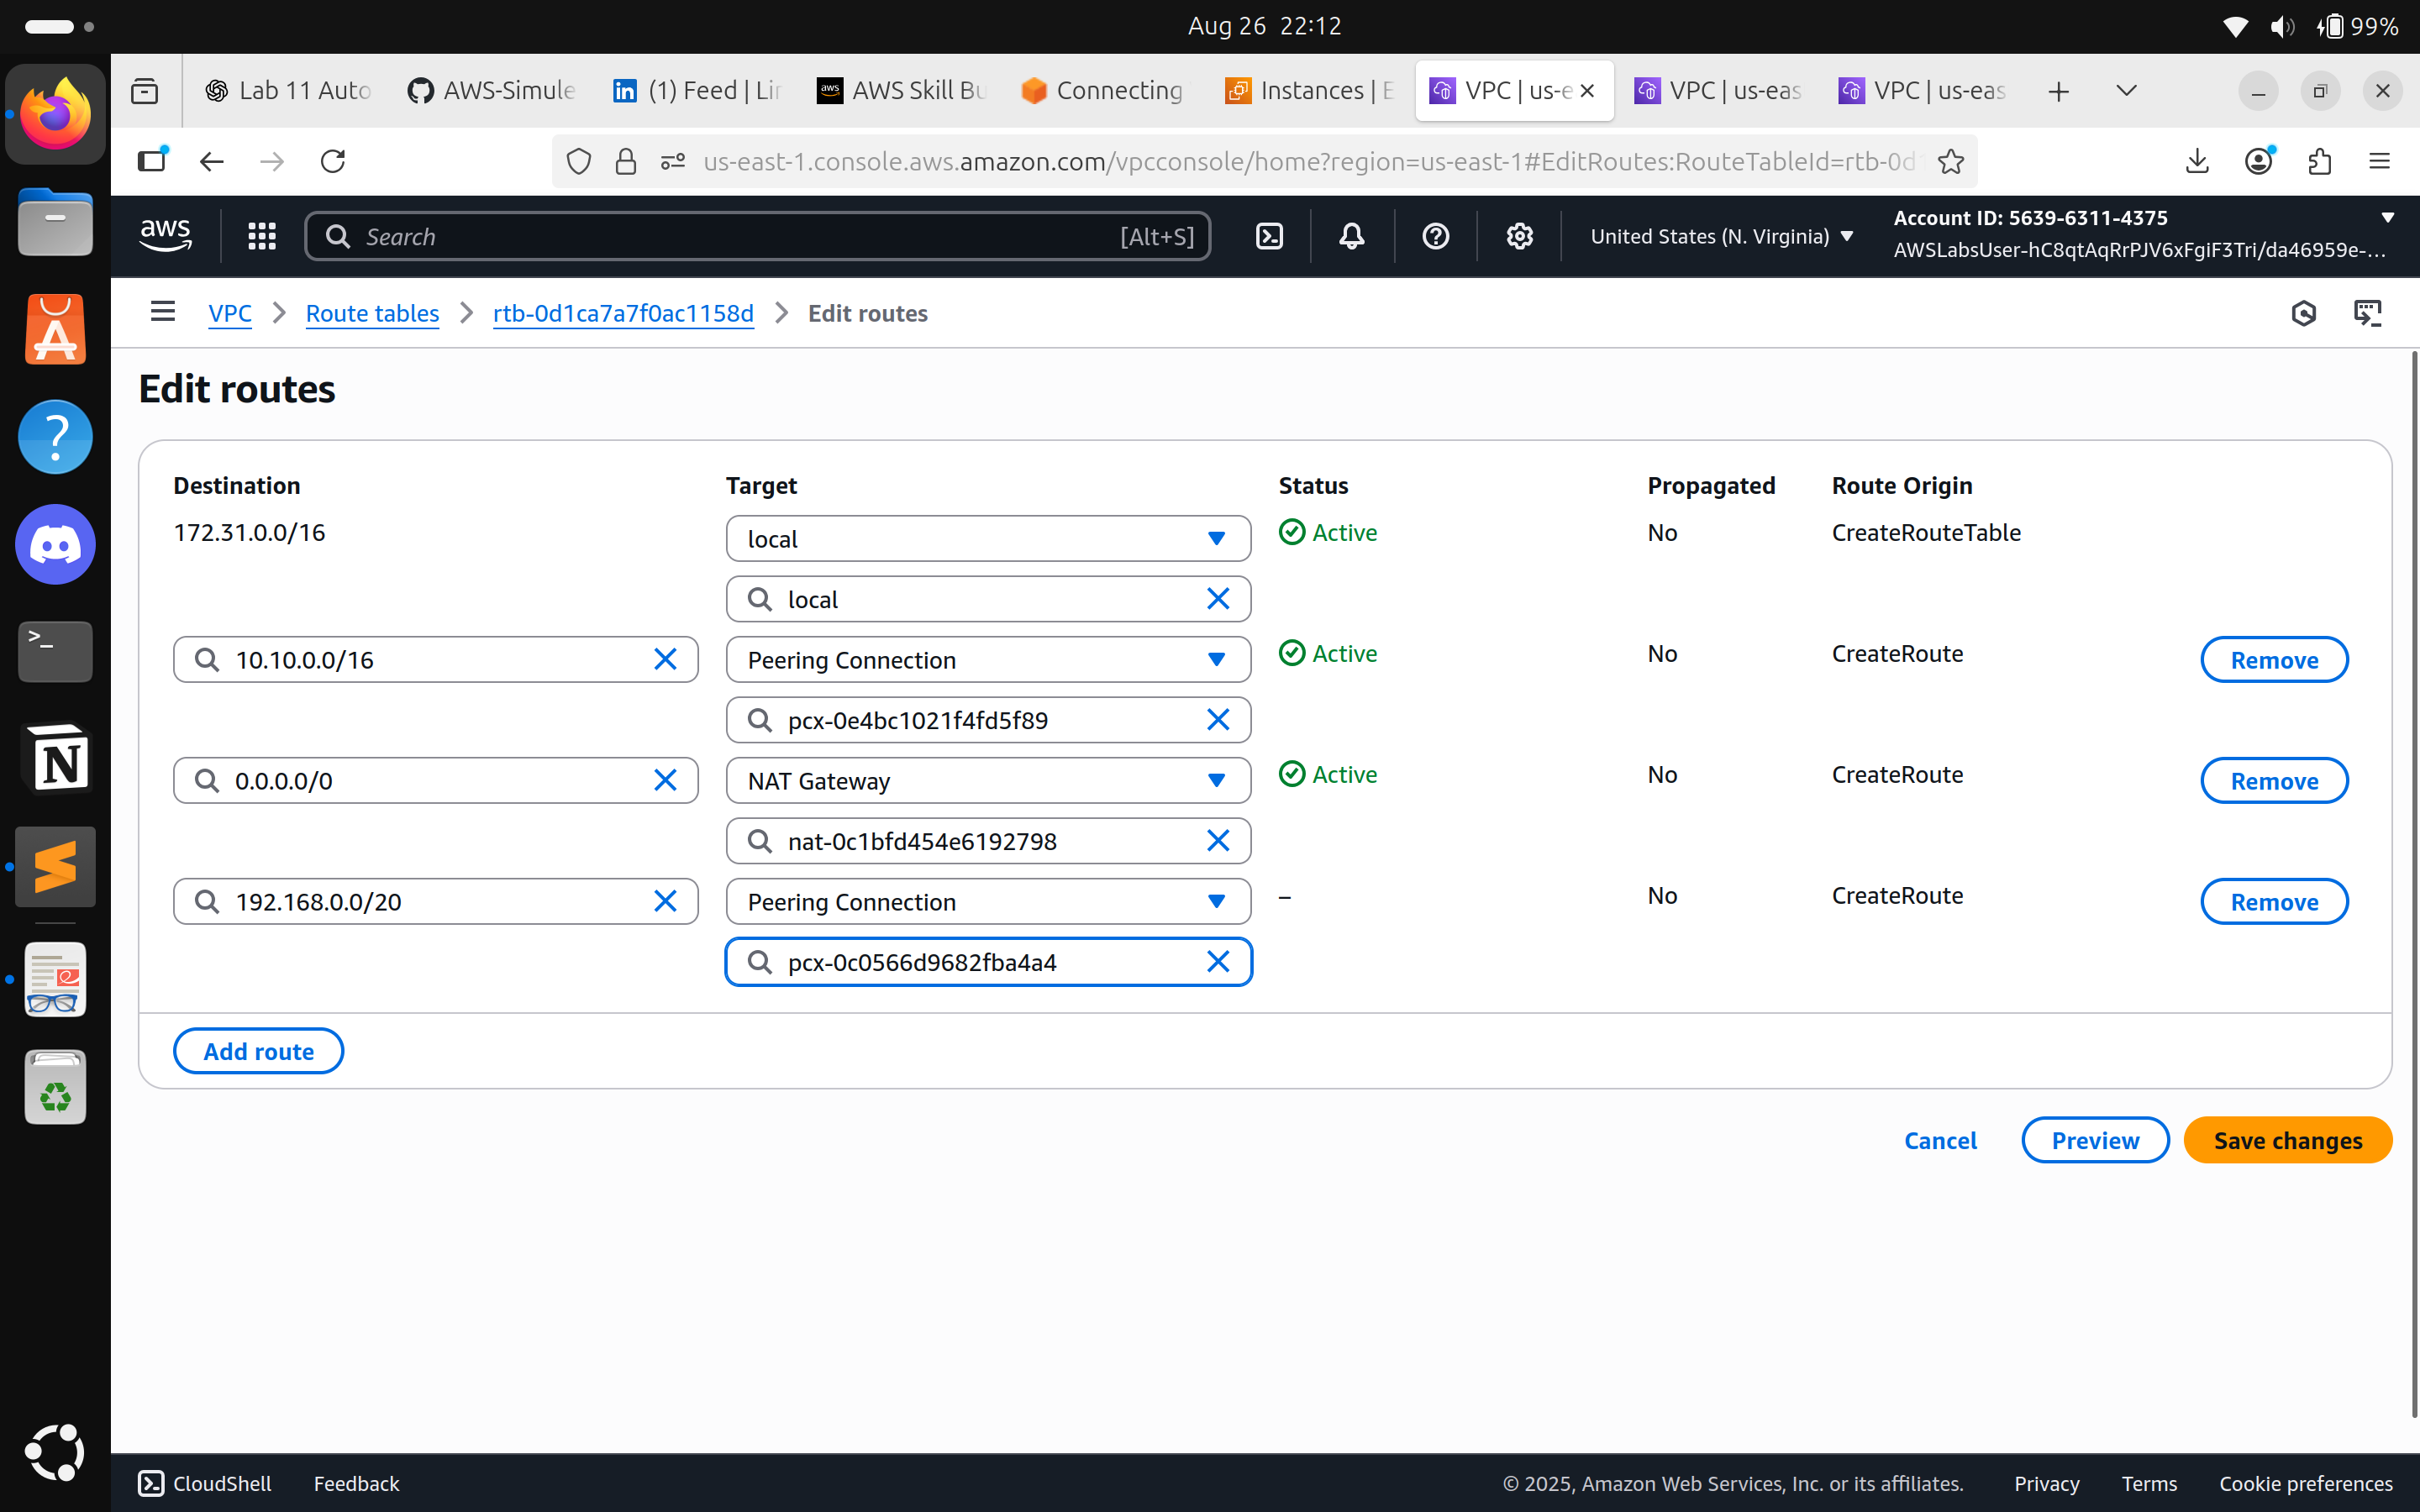 Aug 26 22:12
99%
Lab 11 Auto
AWS-Simule
(1) Feed | Lin
AWS Skill Bu
Connecting
Instances | E
VPC | us-e
VPC | us-eas
VPC | us-eas
us-east-1.console.aws.amazon.com/vpcconsole/home?region=us-east-1#EditRoutes:RouteTableId=rtb-0d1
aws
Search
[Alt+S]
United States (N. Virginia)
Account ID: 5639-6311-4375
AWSLabsUser-hC8qtAqRrPJV6xFgiF3Tri/da46959e-...
VPC
Route tables
rtb-0d1ca7a7f0ac1158d
Edit routes
Edit routes
Destination Target Status Propagated Route Origin
172.31.0.0/16 local Active No CreateRouteTable
local
10.10.0.0/16 Peering Connection Active No CreateRoute Remove
pcx-0e4bc1021f4fd5f89
0.0.0.0/0 NAT Gateway Active No CreateRoute Remove
nat-0c1bfd454e6192798
192.168.0.0/20 Peering Connection – No CreateRoute Remove
pcx-0c0566d9682fba4a4
Add route
Cancel Preview Save changes
CloudShell Feedback © 2025, Amazon Web Services, Inc. or its affiliates. Privacy Terms Cookie preferences